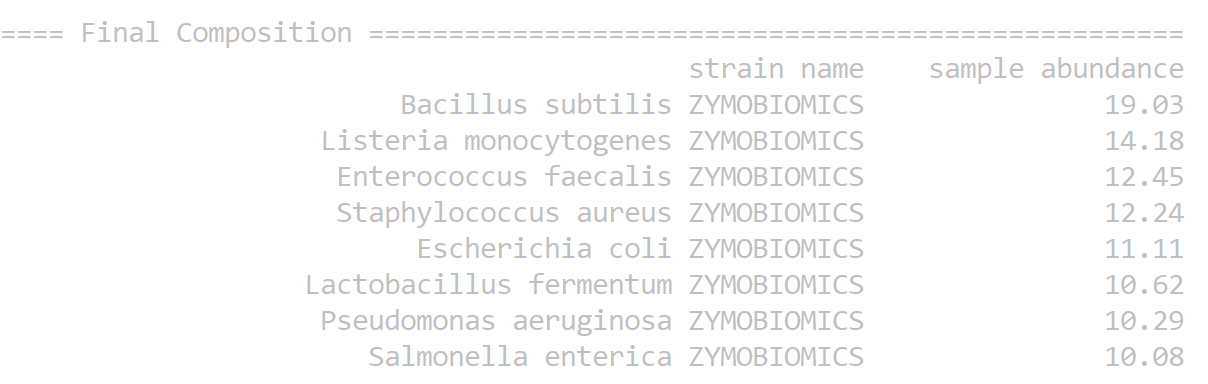 ==== Final Composition ===================================================
strain name    sample abundance
Bacillus subtilis ZYMOBIOMICS               19.03
Listeria monocytogenes ZYMOBIOMICS               14.18
Enterococcus faecalis ZYMOBIOMICS               12.45
Staphylococcus aureus ZYMOBIOMICS               12.24
Escherichia coli ZYMOBIOMICS               11.11
Lactobacillus fermentum ZYMOBIOMICS               10.62
Pseudomonas aeruginosa ZYMOBIOMICS               10.29
Salmonella enterica ZYMOBIOMICS               10.08